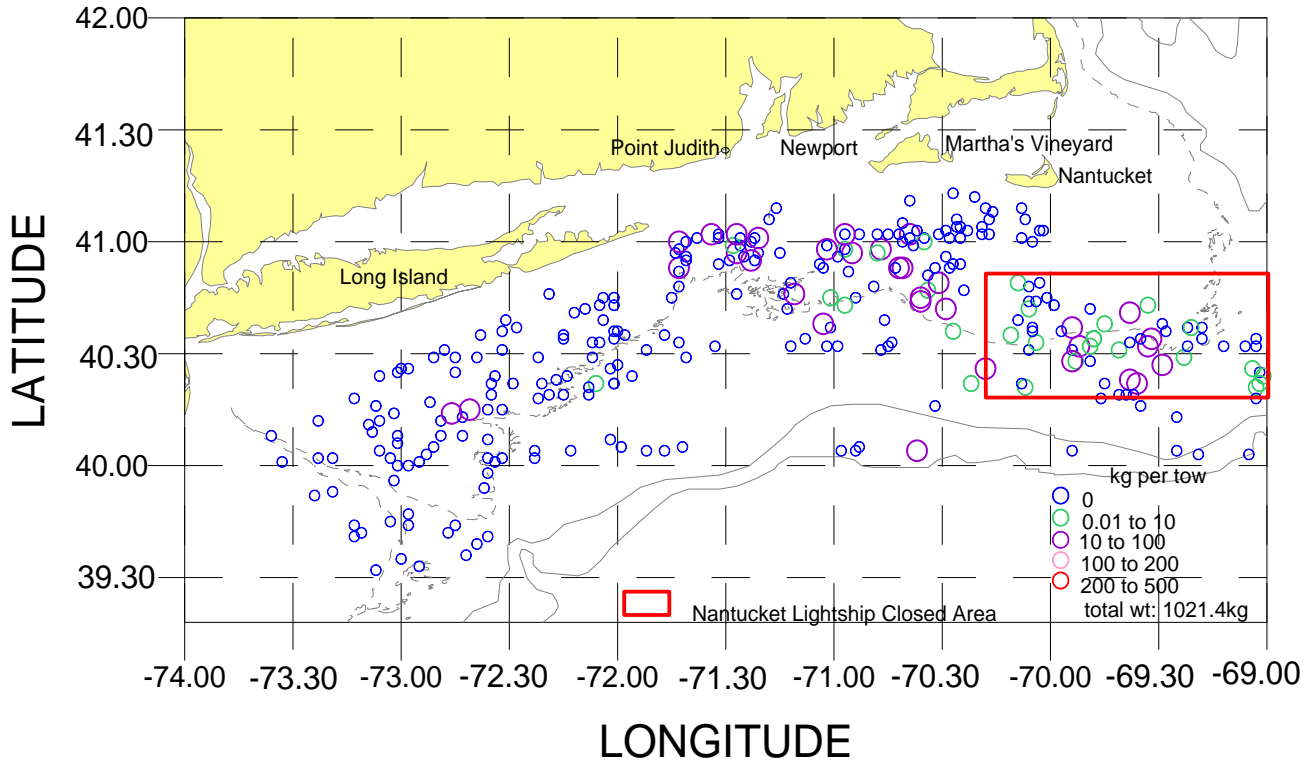 42.00
41.30
Point Judith
Newport
Martha's Vineyard
Nantucket
41.00
Long Island
LATITUDE
40.30
40.00
kg per tow
0
0.01 to 10
10 to 100
100 to 200
39.30
200 to 500
total wt: 1021.4kg
Nantucket Lightship Closed Area
-74.00 -73.30 -73.00 -72.30 -72.00 -71.30 -71.00 -70.30 -70.00 -69.30 -69.00
LONGITUDE